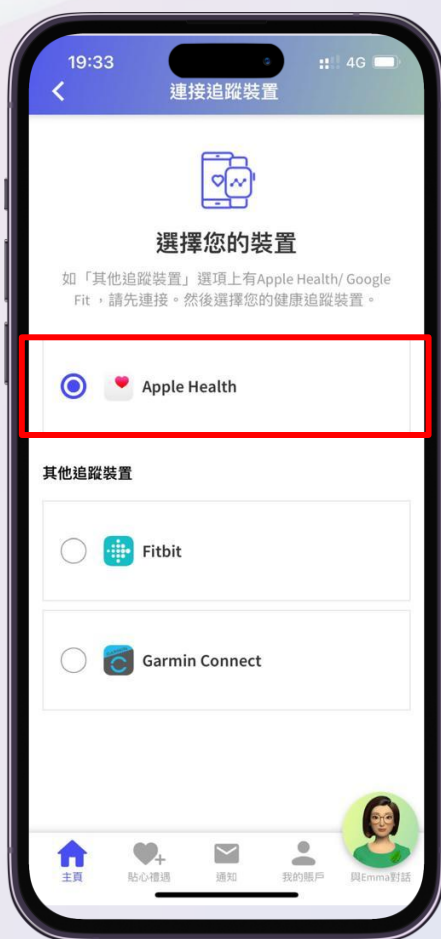 19:33
4G
連接追蹤裝置
選擇您的裝置
如「其他追蹤裝置」選項上有Apple Health/ Google
Fit ，請先連接。然後選擇您的健康追蹤裝置。
Apple Health
其他追蹤裝置
Fitbit
Garmin Connect
主頁
貼心禮遇
通知
我的賬戶
與Emma對話